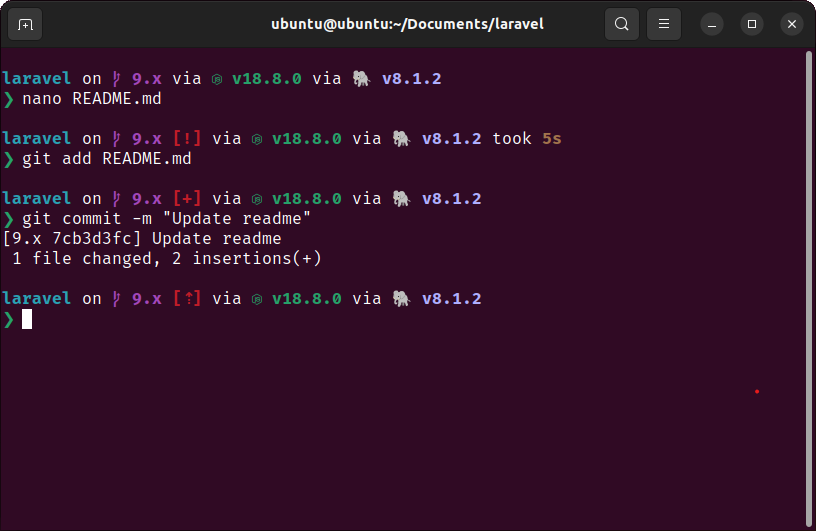 ubuntu@ubuntu:~/Documents/laravel
laravel on 9.x via v18.8.0 via 🐘 v8.1.2
❯ nano README.md
laravel on 9.x [!] via v18.8.0 via 🐘 v8.1.2 took 5s
❯ git add README.md
laravel on 9.x [+] via v18.8.0 via 🐘 v8.1.2
❯ git commit -m "Update readme"
[9.x 7cb3d3fc] Update readme
1 file changed, 2 insertions(+)
laravel on 9.x [⇡] via v18.8.0 via 🐘 v8.1.2
❯